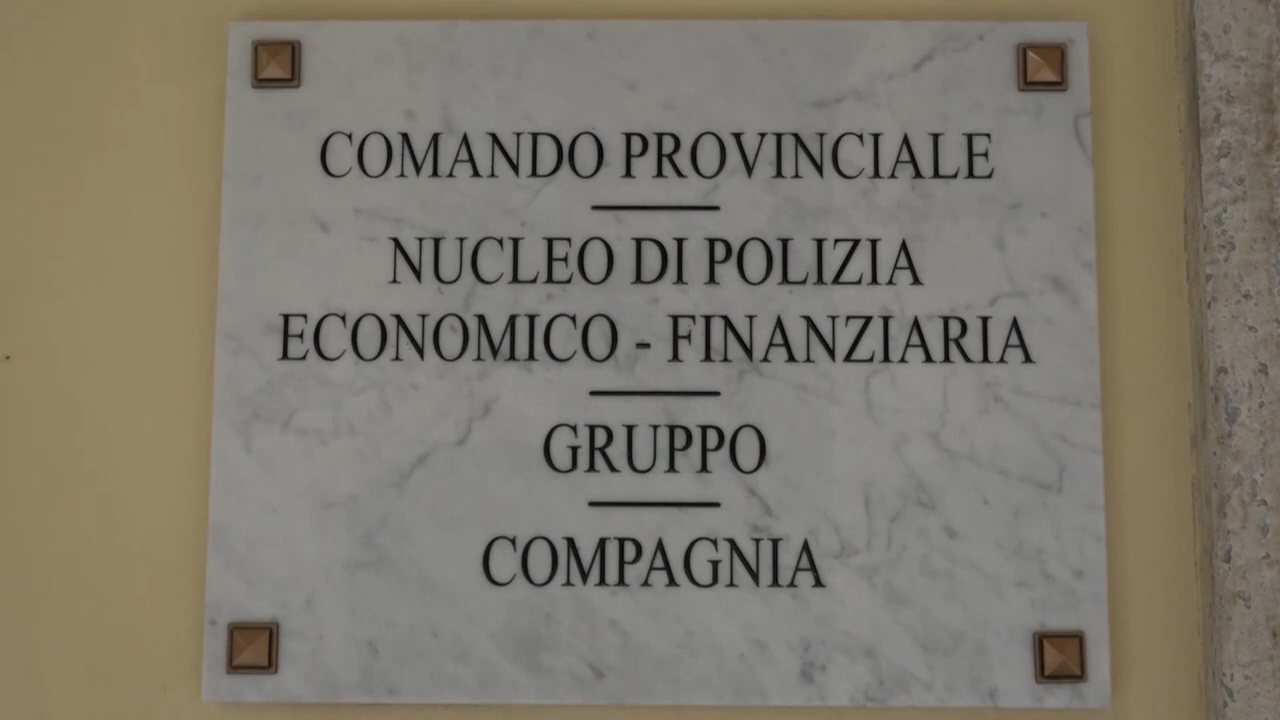 COMANDO PROVINCIALE
NUCLEO DI POLIZIA
ECONOMICO - FINANZIARIA
GRUPPO
COMPAGNIA